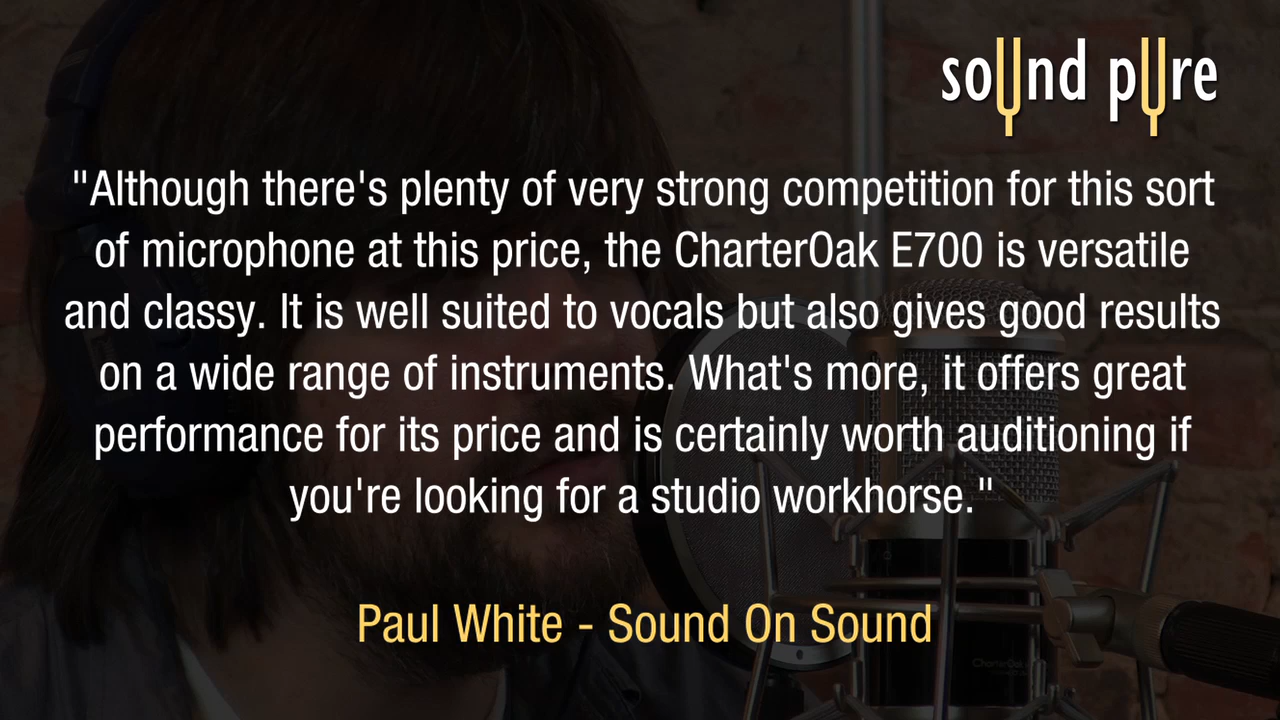 sound pure
"Although there's plenty of very strong competition for this sort
of microphone at this price, the CharterOak E700 is versatile
and classy. It is well suited to vocals but also gives good results
on a wide range of instruments. What's more, it offers great
performance for its price and is certainly worth auditioning if
you're looking for a studio workhorse."
Paul White - Sound On Sound
CharterOak